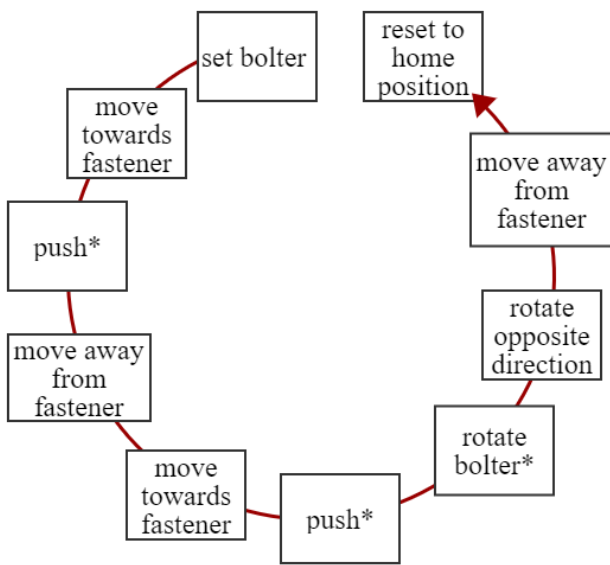 set bolter
move
towards
fastener
push*
move away
from
fastener
move
towards
fastener
push*
rotate
bolter*
rotate
opposite
direction
move away
from
fastener
reset to
home
position